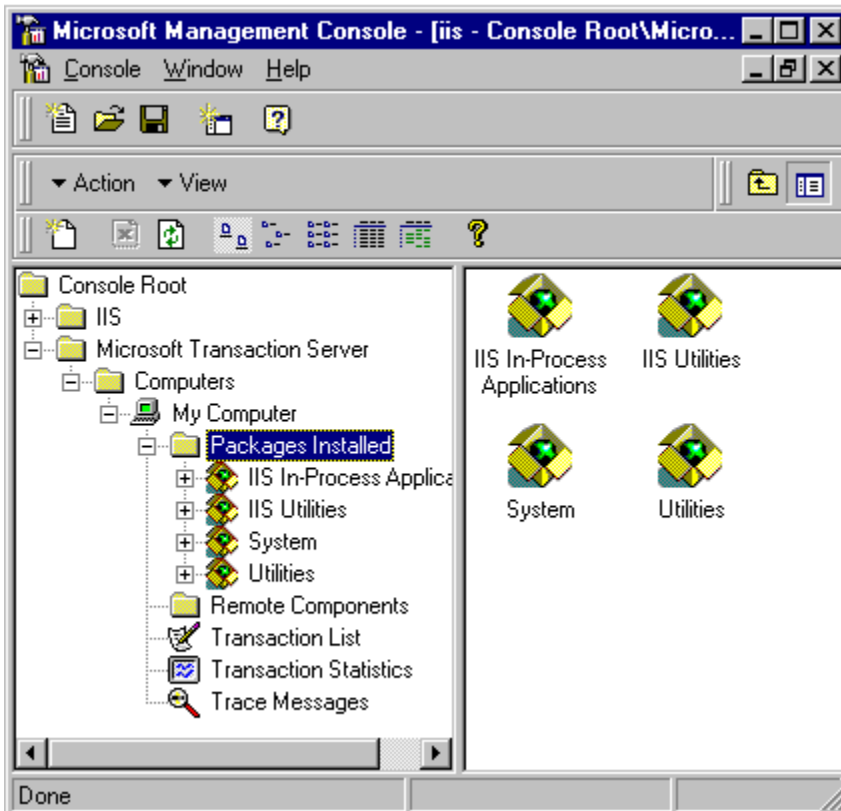 Microsoft Management Console - [iis - Console Root\Micro...
Console Window Help
Action View
Console Root
IIS
Microsoft Transaction Server
Computers
My Computer
Packages Installed
IIS In-Process Applica
IIS Utilities
System
Utilities
Remote Components
Transaction List
Transaction Statistics
Trace Messages
IIS In-Process
Applications
IIS Utilities
System
Utilities
Done